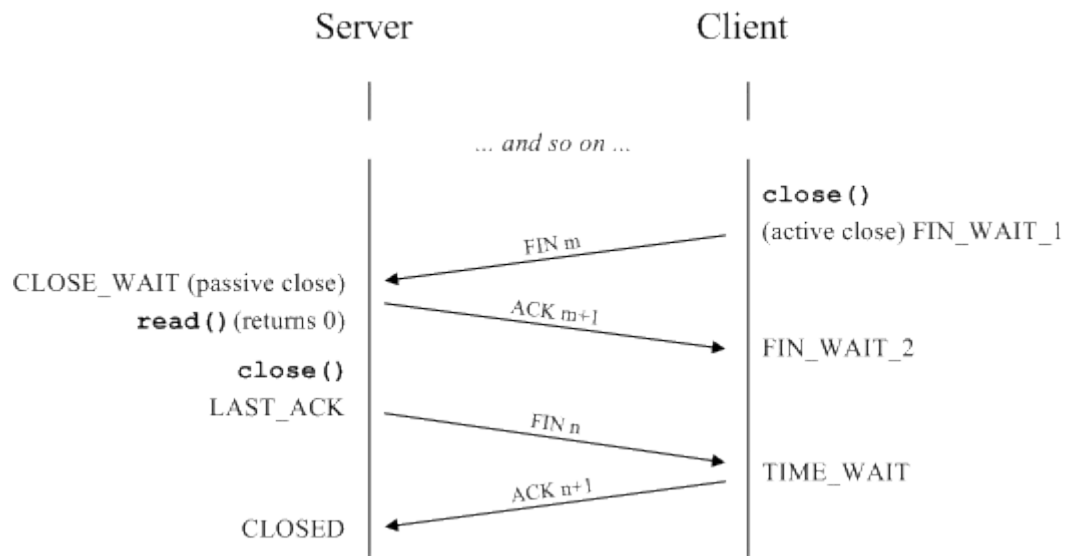 Server
Client
... and so on ...
close()
(active close) FIN_WAIT_1
FIN m
CLOSE_WAIT (passive close)
read() (returns 0)
ACK m+1
FIN_WAIT_2
close()
LAST_ACK
FIN n
TIME_WAIT
ACK n+1
CLOSED